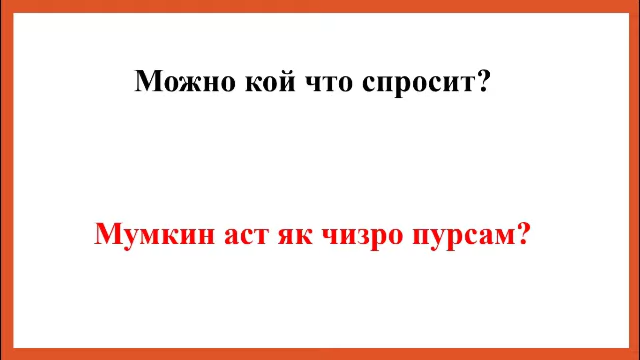 Можно кой что спросит?
Мумкин аст як чизро пурсам?